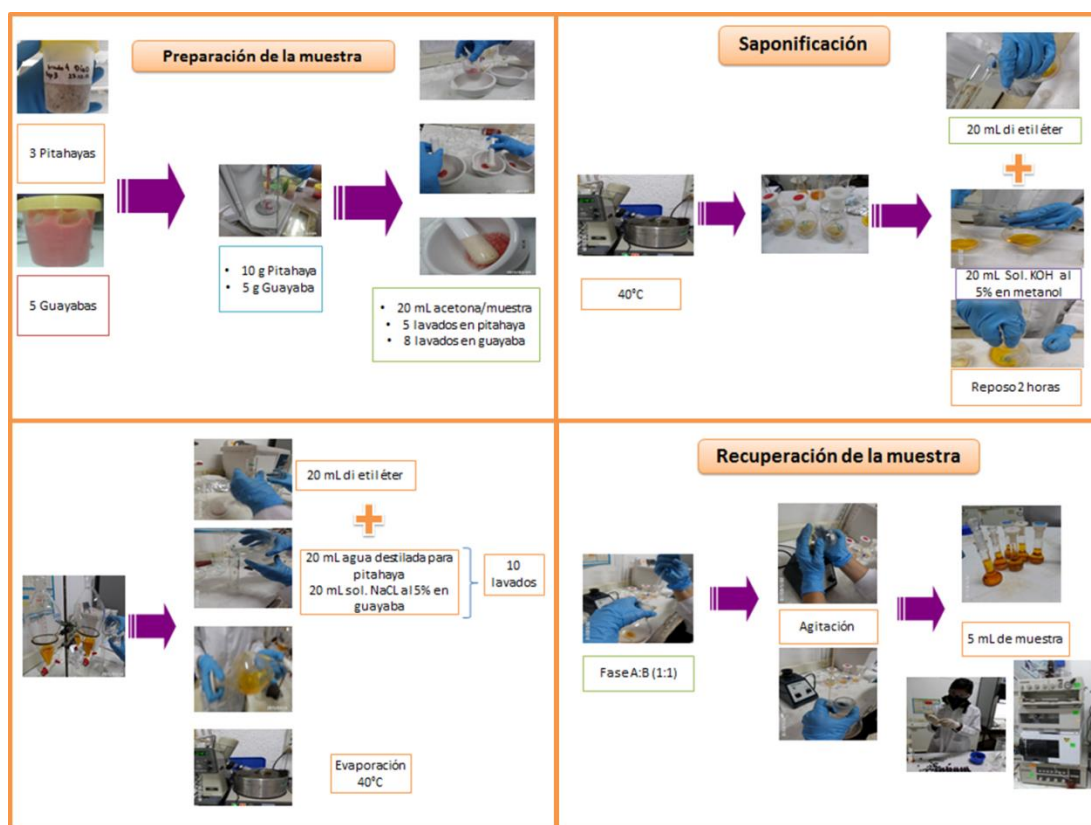 Preparación de la muestra
3 Pitahayas
5 Guayabas
• 10 g Pitahaya
• 5 g Guayaba
• 20 mL acetona/muestra
• 5 lavados en pitahaya
• 8 lavados en guayaba
Saponificación
40°C
20 mL di etil éter
20 mL Sol. KOH al
5% en metanol
Reposo 2 horas
20 mL di etil éter
20 mL agua destilada para
pitahaya
20 mL sol. NaCL al 5% en
guayaba
10
lavados
Evaporación
40°C
Recuperación de la muestra
Fase A:B (1:1)
Agitación
5 mL de muestra